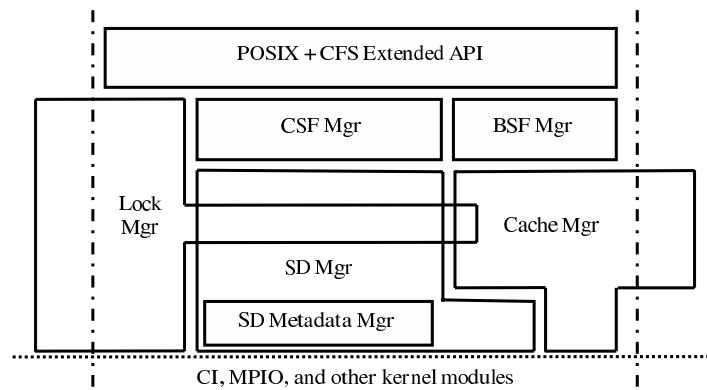 POSIX + CFS Extended API
CSF Mgr
BSF Mgr
Lock
Mgr
Cache Mgr
SD Mgr
SD Metadata Mgr
CI, MPIO, and other kernel modules